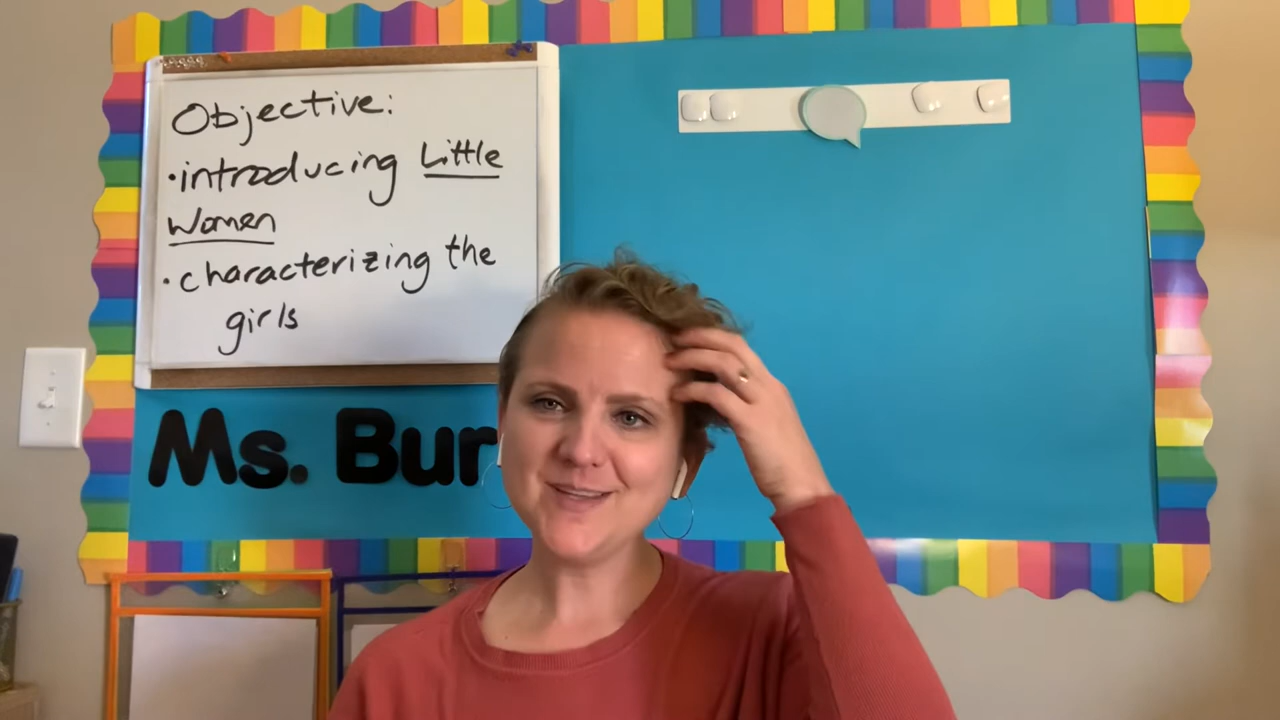 Objective:
•introducing Little
Women
•characterizing the
girls
Ms. Bur